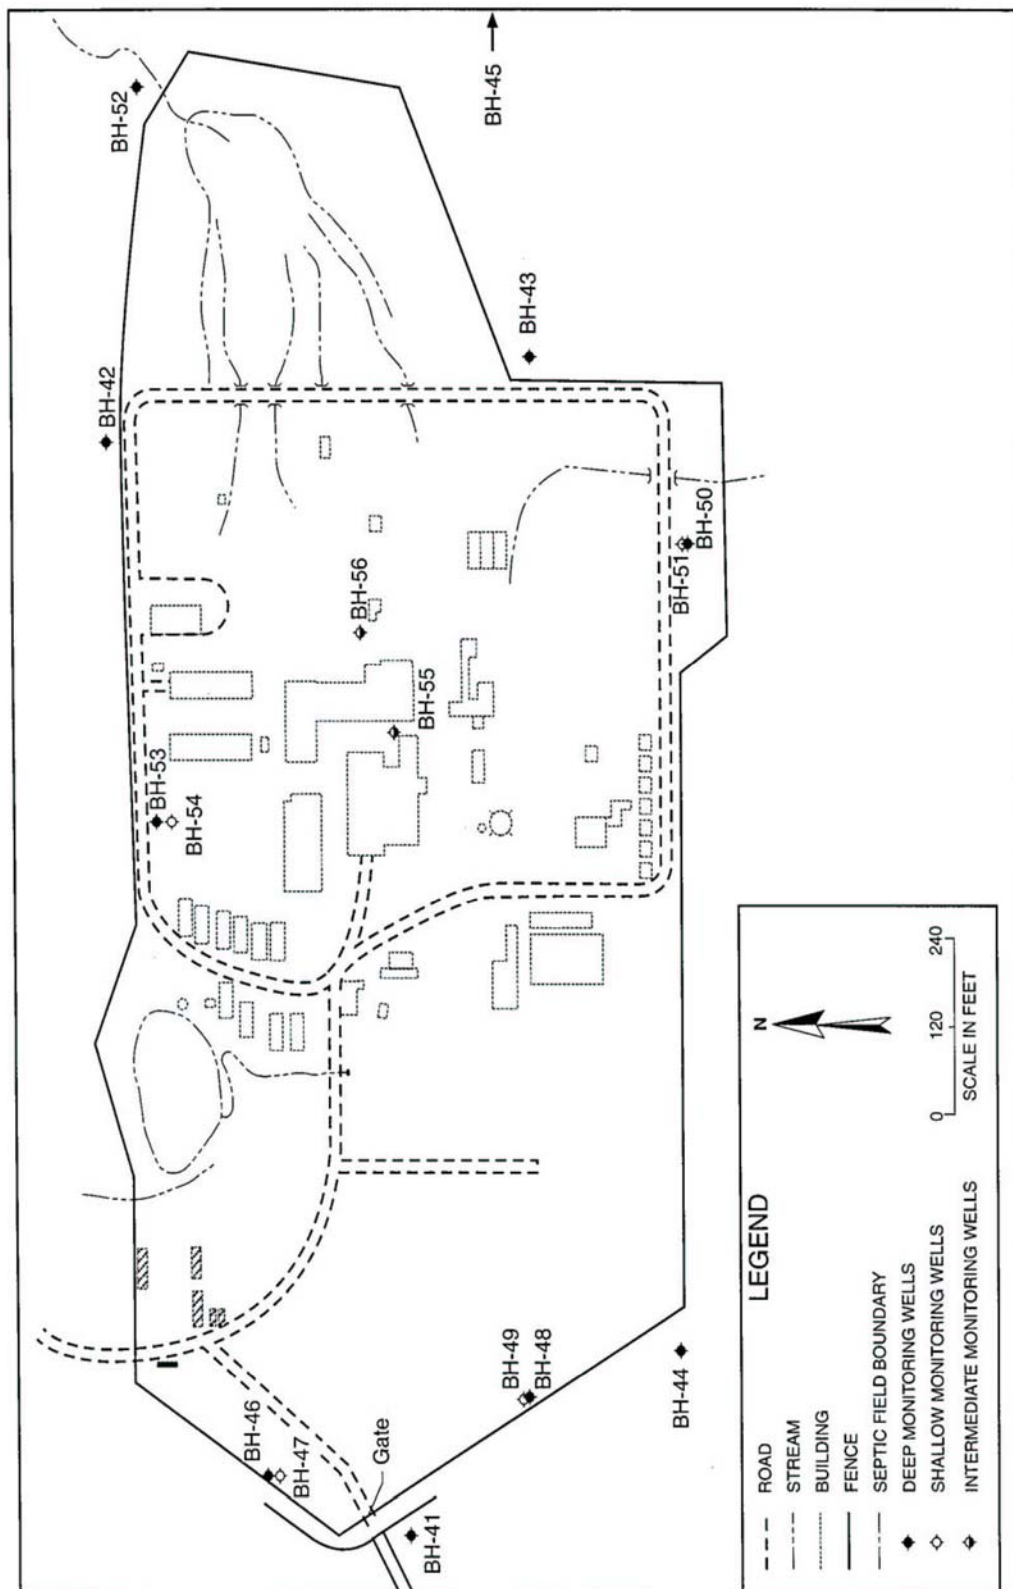 BH-52
BH-45
BH-42
BH-43
BH-56
BH-51
BH-50
BH-55
BH-53
BH-54
BH-49
BH-48
BH-46
BH-47
Gate
BH-41
BH-44
LEGEND
ROAD
STREAM
BUILDING
FENCE
SEPTIC FIELD BOUNDARY
DEEP MONITORING WELLS
SHALLOW MONITORING WELLS
INTERMEDIATE MONITORING WELLS
N
0 120 240
SCALE IN FEET